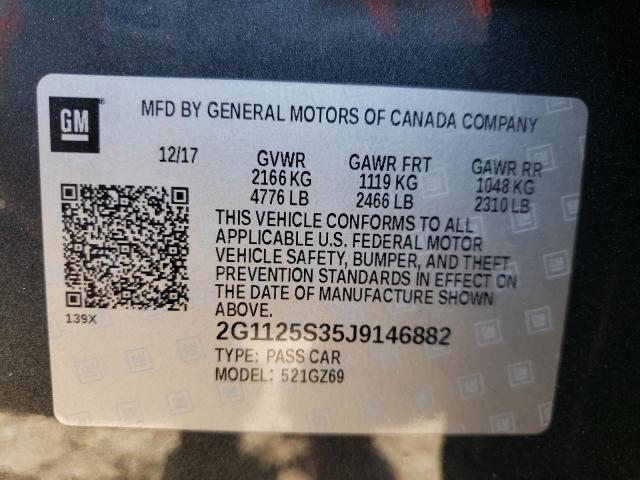 GM
MFD BY GENERAL MOTORS OF CANADA COMPANY
12/17 GVWR GAWR FRT GAWR RR
2166 KG 1119 KG 1048 KG
4776 LB 2466 LB 2310 LB
THIS VEHICLE CONFORMS TO ALL
APPLICABLE U.S. FEDERAL MOTOR
VEHICLE SAFETY, BUMPER, AND THEFT
PREVENTION STANDARDS IN EFFECT ON
THE DATE OF MANUFACTURE SHOWN
ABOVE.
139X
2G1125S35J9146882
TYPE: PASS CAR
MODEL: 521GZ69